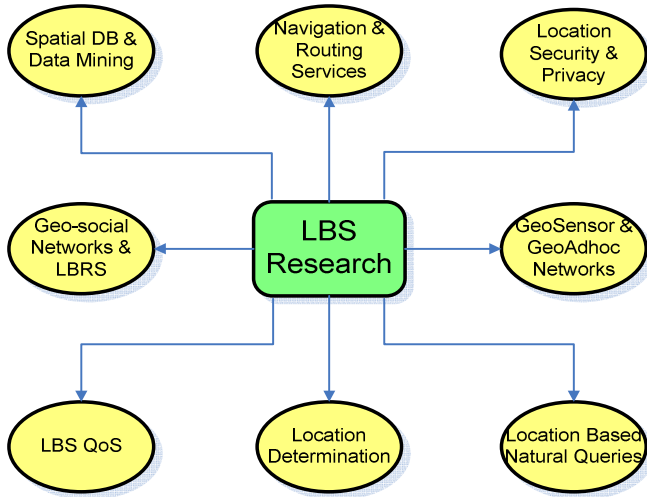 Spatial DB &
Data Mining
Navigation &
Routing
Services
Location
Security &
Privacy
Geo-social
Networks &
LBRS
LBS
Research
GeoSensor &
GeoAdhoc
Networks
LBS QoS
Location
Determination
Location Based
Natural Queries